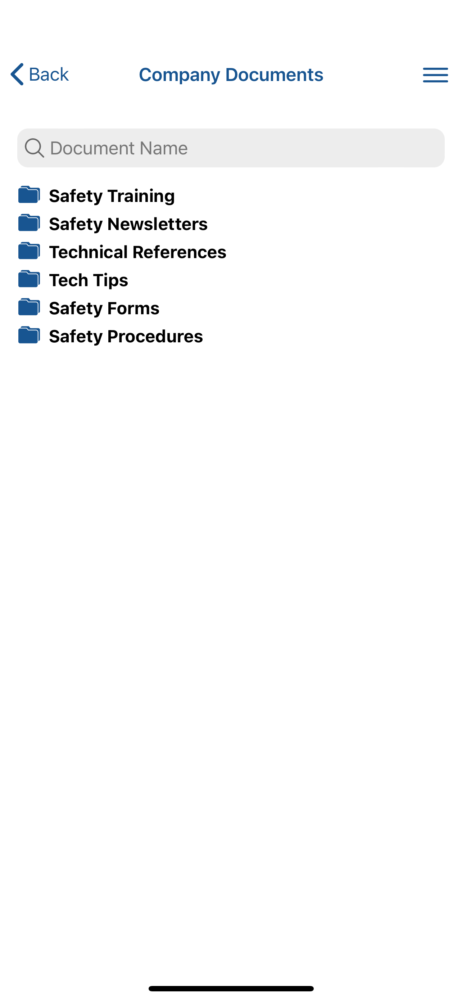 Back
Company Documents
Document Name
Safety Training
Safety Newsletters
Technical References
Tech Tips
Safety Forms
Safety Procedures